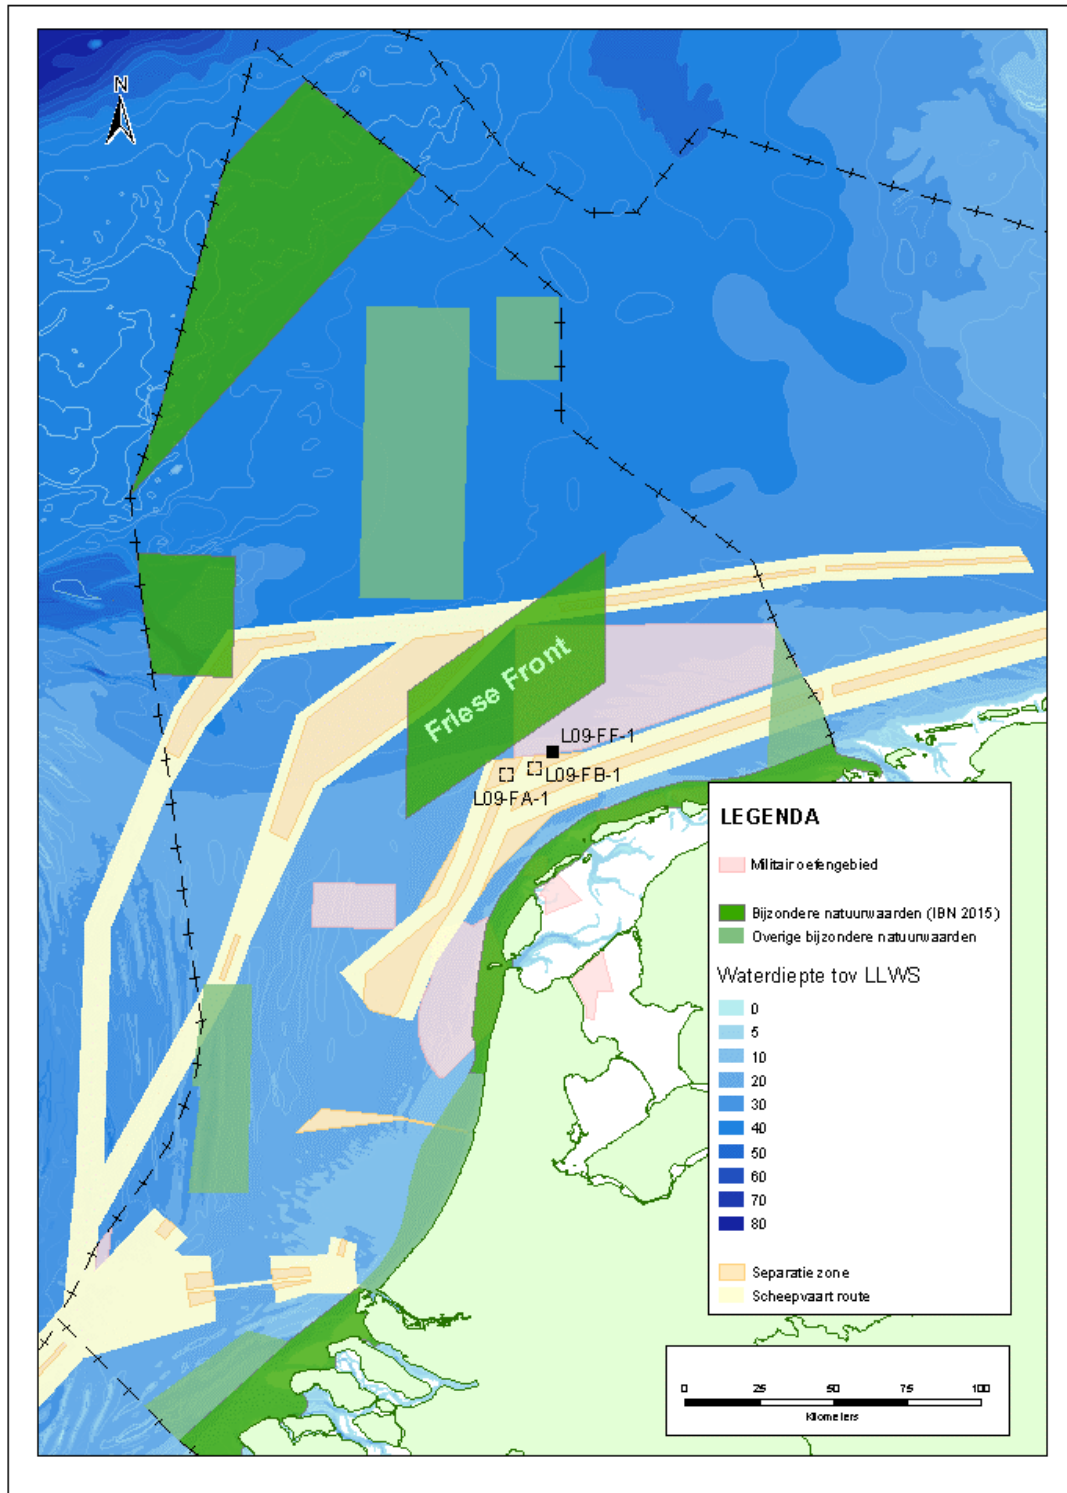 N
Friese Front
L09-FF-1
L09-FB-1
L09-FA-1
LEGENDA
Militair oefengebied
Bijzondere natuurwaarden (IBN 2015)
Overige bijzondere natuurwaarden
Waterdiepte tov LLWS
0
5
10
20
30
40
50
60
70
80
Separatie zone
Scheepvaart route
0 25 50 75 100
Kilometers